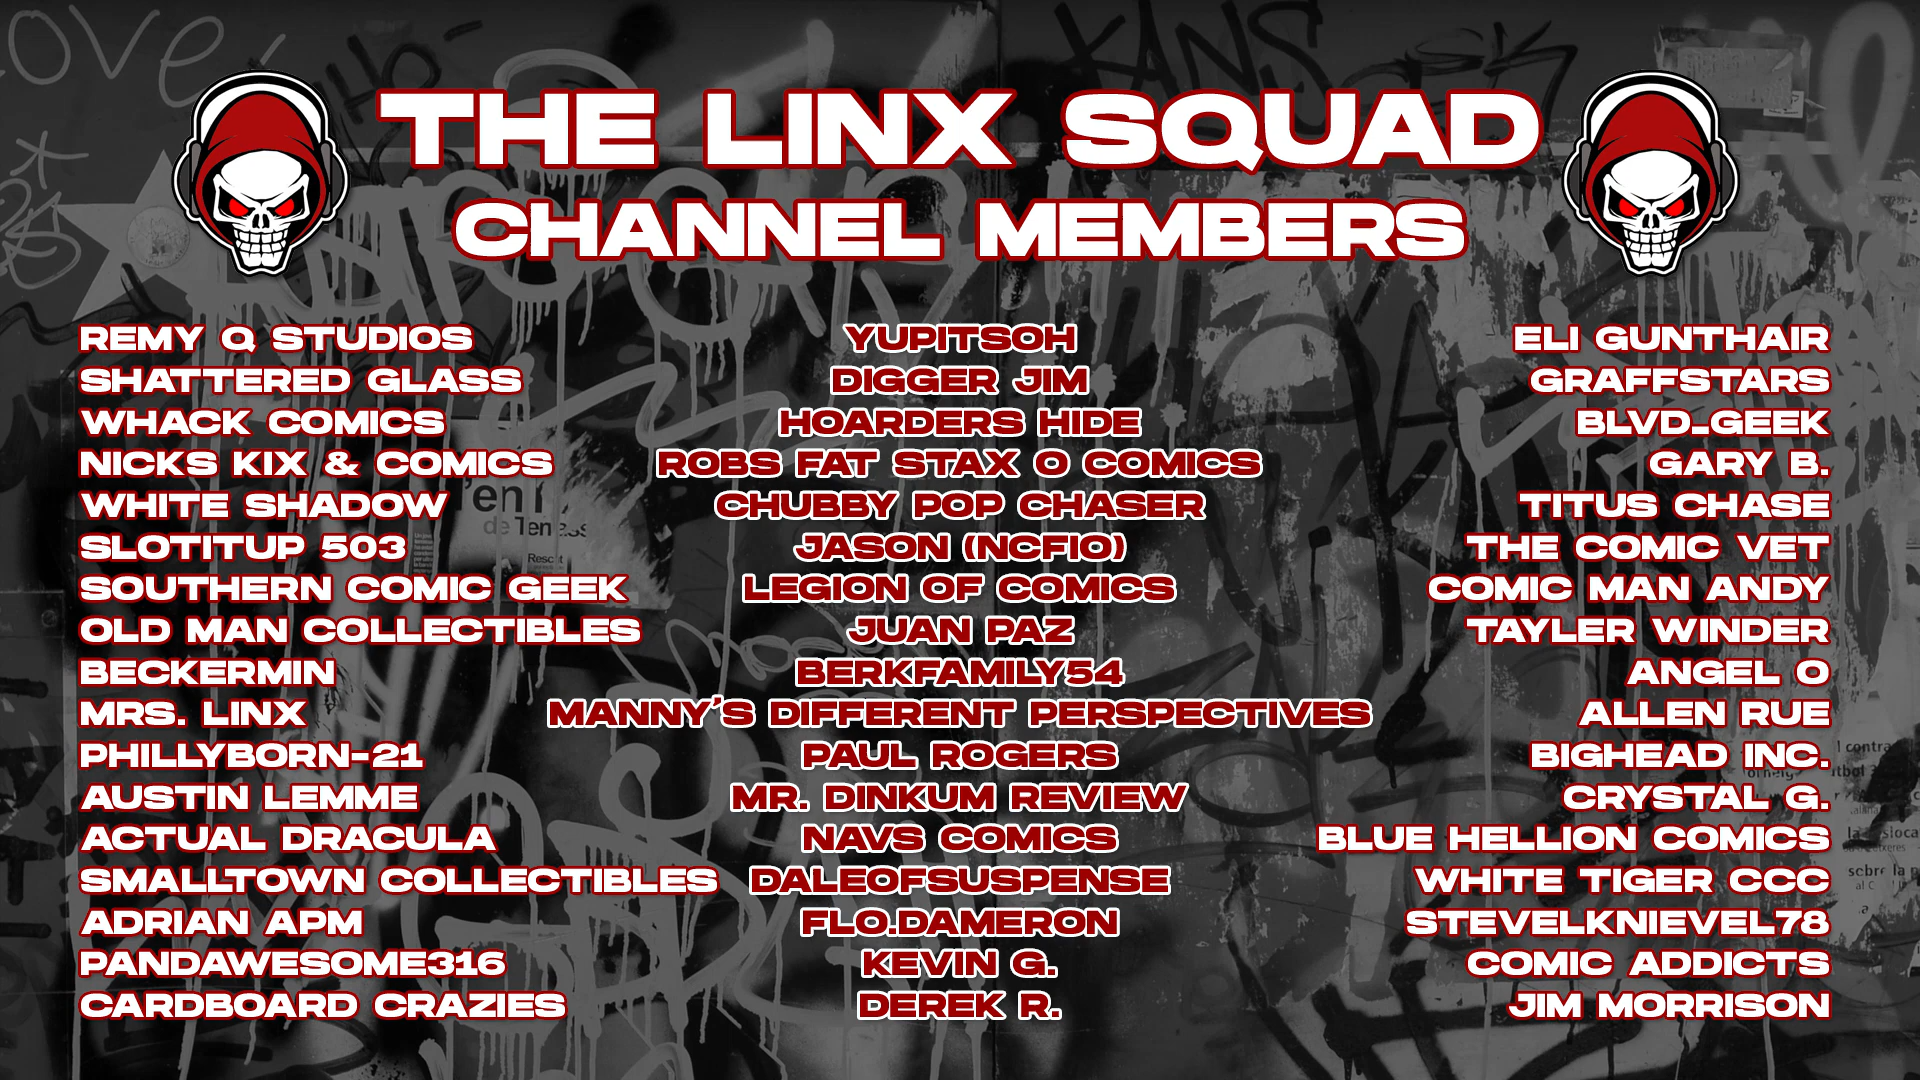 THE LINX SQUAD
CHANNEL MEMBERS
REMY Q STUDIOS
SHATTERED GLASS
WHACK COMICS
NICKS KIX & COMICS
WHITE SHADOW
SLOTITUP 503
SOUTHERN COMIC GEEK
OLD MAN COLLECTIBLES
BECKERMIN
MRS. LINX
PHILLYBORN-21
AUSTIN LEMME
ACTUAL DRACULA
SMALLTOWN COLLECTIBLES
ADRIAN APM
PANDAWESOME316
CARDBOARD CRAZIES
YUPITSOH
DIGGER JIM
HOARDERS HIDE
ROBS FAT STAX O COMICS
CHUBBY POP CHASER
JASON (NCFIO)
LEGION OF COMICS
JUAN PAZ
BERKFAMILY54
MANNY'S DIFFERENT PERSPECTIVES
PAUL ROGERS
MR. DINKUM REVIEW
NAVS COMICS
DALEOFSUSPENSE
FLO.DAMERON
KEVIN G.
DEREK R.
ELI GUNTHAIR
GRAFFSTARS
BLVD_GEEK
GARY B.
TITUS CHASE
THE COMIC VET
COMIC MAN ANDY
TAYLER WINDER
ANGEL O
ALLEN RUE
BIGHEAD INC.
CRYSTAL G.
BLUE HELLION COMICS
WHITE TIGER CCC
STEVELKNIEVEL78
COMIC ADDICTS
JIM MORRISON